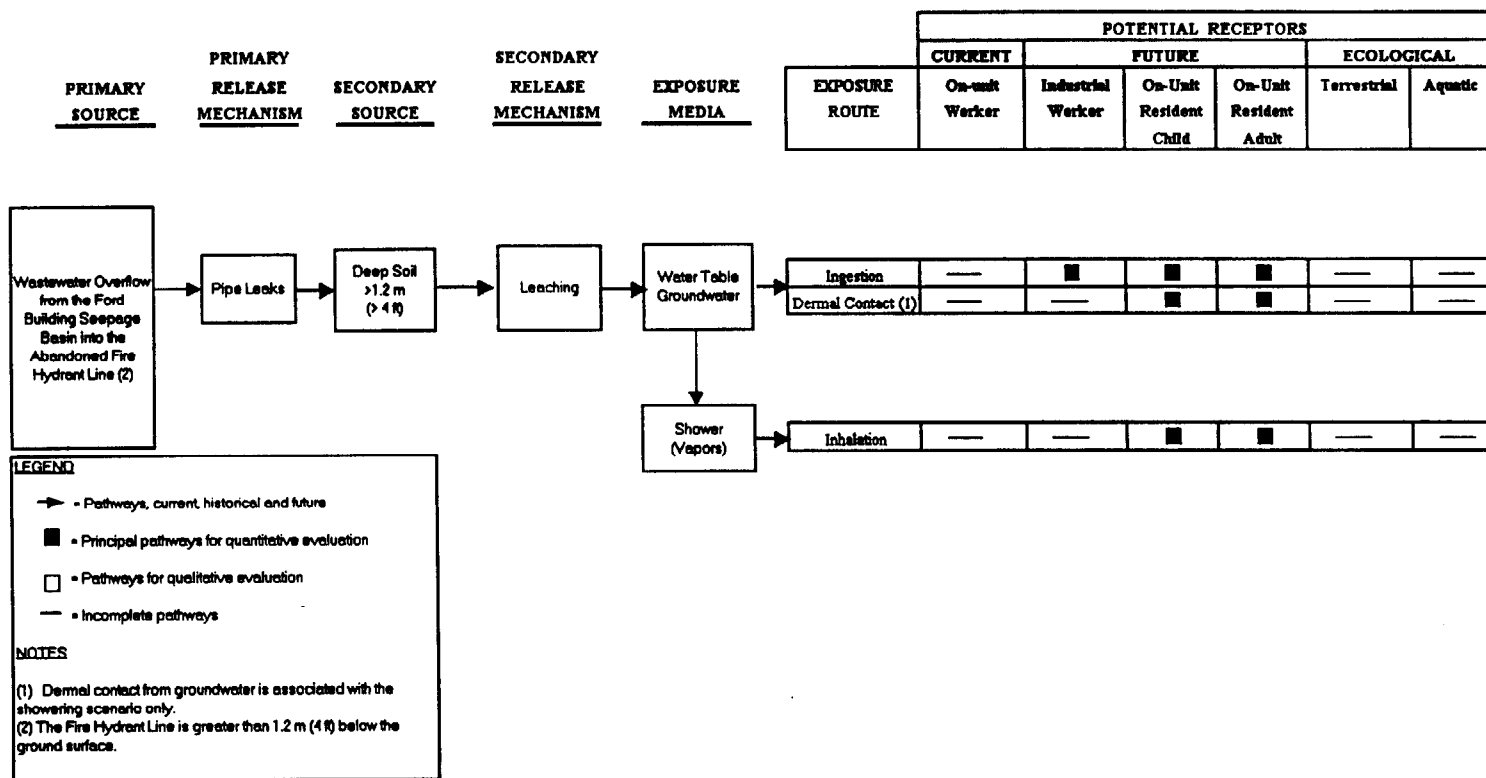 POTENTIAL RECEPTORS
CURRENT FUTURE ECOLOGICAL
PRIMARY SOURCE
PRIMARY RELEASE MECHANISM
SECONDARY SOURCE
SECONDARY RELEASE MECHANISM
EXPOSURE MEDIA
EXPOSURE ROUTE
On-unit Worker
Industrial Worker
On-Unit Resident Child
On-Unit Resident Adult
Terrestrial
Aquatic
Wastewater Overflow
from the Ford
Building Seepage
Basin into the
Abandoned Fire
Hydrant Line (2)
Pipe Leaks
Deep Soil
>1.2 m
(> 4 ft)
Leaching
Water Table
Groundwater
Ingestion
Dermal Contact (1)
Shower
(Vapors)
Inhalation
LEGEND
- Pathways, current, historical and future
- Principal pathways for quantitative evaluation
- Pathways for qualitative evaluation
- Incomplete pathways
NOTES
(1) Dermal contact from groundwater is associated with the
showering scenario only.
(2) The Fire Hydrant Line is greater than 1.2 m (4 ft) below the
ground surface.